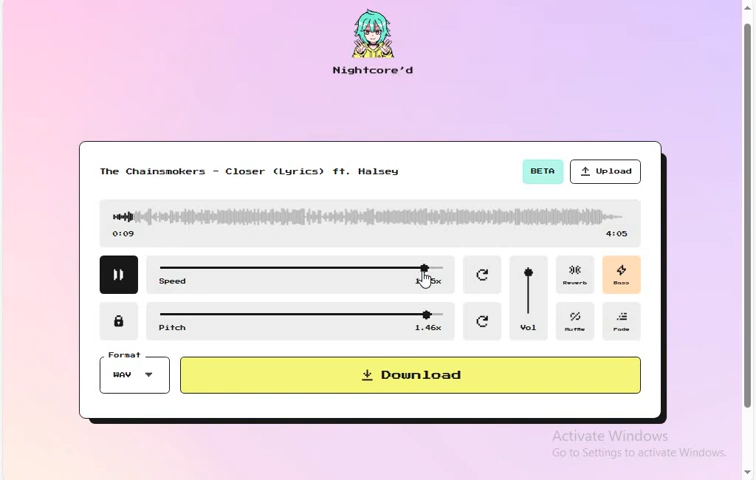 Nightcore'd
The Chainsmokers - Closer (Lyrics) ft. Halsey
BETA
Upload
0:09
4:05
Speed
Reverb
Bass
Pitch
1.46x
Vol
Muffle
Fade
Format
WAV
Download
Activate Windows
Go to Settings to activate Windows.